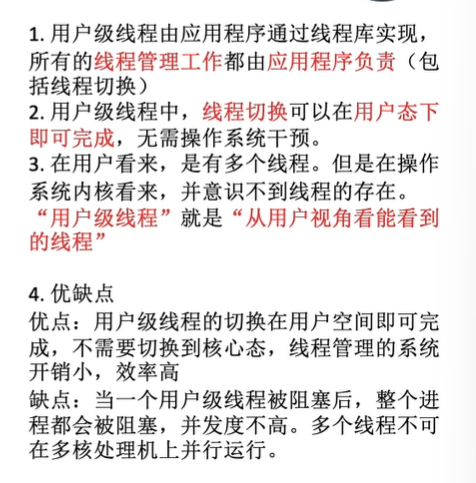 1. 用户级线程由应用程序通过线程库实现，
所有的线程管理工作都由应用程序负责（包
括线程切换）
2. 用户级线程中，线程切换可以在用户态下
即可完成，无需操作系统干预。
3. 在用户看来，是有多个线程。但是在操作
系统内核看来，并意识不到线程的存在。
“用户级线程”就是“从用户视角看能看到
的线程”
4. 优缺点
优点：用户级线程的切换在用户空间即可完
成，不需要切换到核心态，线程管理的系统
开销小，效率高
缺点：当一个用户级线程被阻塞后，整个进
程都会被阻塞，并发度不高。多个线程不可
在多核处理机上并行运行。